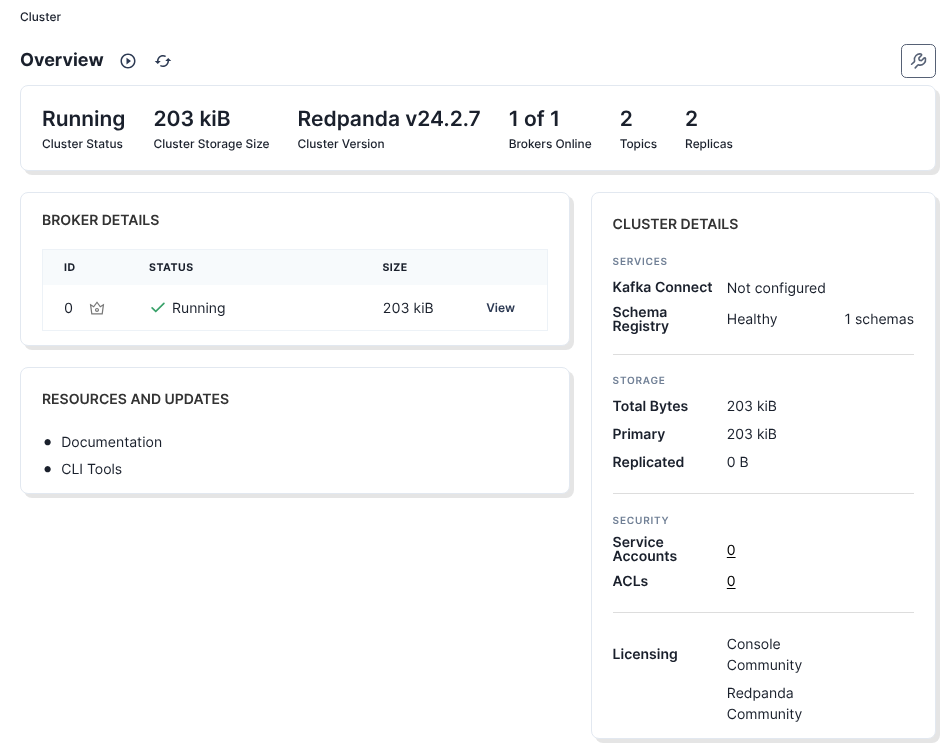 Cluster
Overview
Running
203 kiB
Redpanda v24.2.7
1 of 1
2
2
Cluster Status
Cluster Storage Size
Cluster Version
Brokers Online
Topics
Replicas
BROKER DETAILS
ID STATUS SIZE
0 Running 203 kiB View
RESOURCES AND UPDATES
Documentation
CLI Tools
CLUSTER DETAILS
SERVICES
Kafka Connect Not configured
Schema
Registry
Healthy 1 schemas
STORAGE
Total Bytes 203 kiB
Primary 203 kiB
Replicated 0 B
SECURITY
Service
Accounts
0
ACLs 0
Licensing
Console
Community
Redpanda
Community